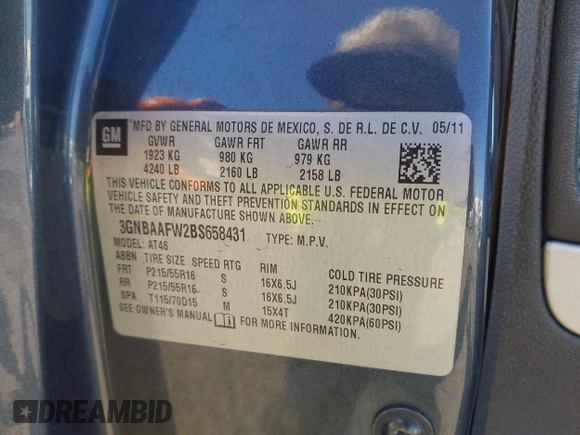 GM
MFD BY GENERAL MOTORS DE MEXICO, S. DE R.L. DE C.V. 05/11
GVWR GAWR FRT GAWR RR
1923 KG 980 KG 979 KG
4240 LB 2160 LB 2158 LB
THIS VEHICLE CONFORMS TO ALL APPLICABLE U.S. FEDERAL MOTOR
VEHICLE SAFETY AND THEFT PREVENTION STANDARDS IN EFFECT ON
THE DATE OF MANUFACTURE SHOWN ABOVE.
3GNBAAFW2BS658431 TYPE: M.P.V.
MODEL: AT46
ABBN TIRE SIZE SPEED RTG RIM COLD TIRE PRESSURE
FRT P215/55R16 S 16X6.5J 210KPA(30PSI)
RR P215/55R16 S 16X6.5J 210KPA(30PSI)
SPA T115/70D15 M 15X4T 420KPA(60PSI)
SEE OWNER'S MANUAL
DREAMBID